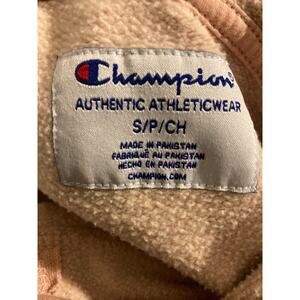 Champion
AUTHENTIC ATHLETICWEAR
S/P/CH
MADE IN PAKISTAN
FABRIQUÉ AU PAKISTAN
HECHO EN PAKISTAN
CHAMPION.COM